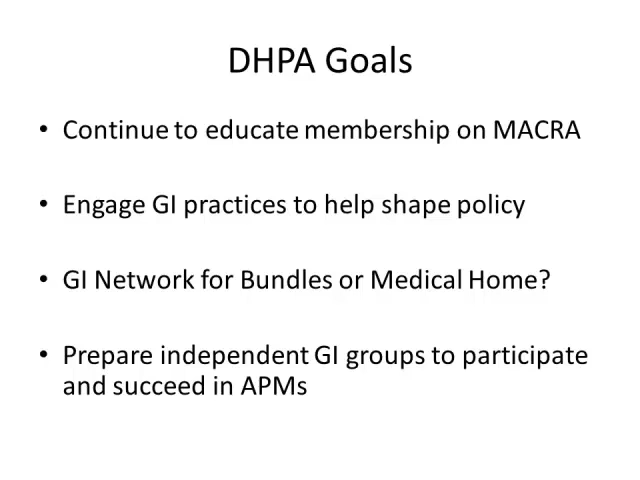 DHPA Goals
• Continue to educate membership on MACRA
• Engage GI practices to help shape policy
• GI Network for Bundles or Medical Home?
• Prepare independent GI groups to participate
and succeed in APMs